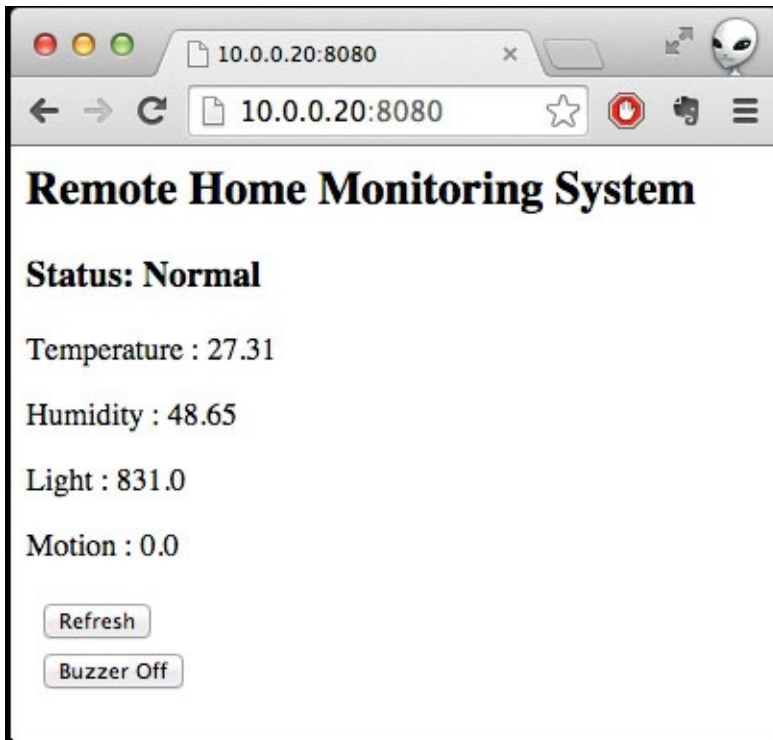 10.0.0.20:8080
10.0.0.20:8080
Remote Home Monitoring System
Status: Normal
Temperature : 27.31
Humidity : 48.65
Light : 831.0
Motion : 0.0
Refresh
Buzzer Off